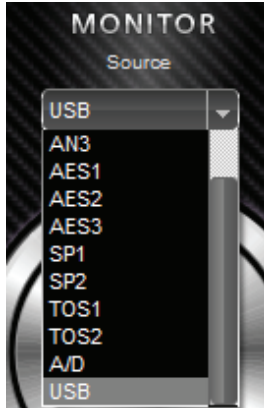 MONITOR
Source
USB
AN3
AES1
AES2
AES3
SP1
SP2
TOS1
TOS2
A/D
USB